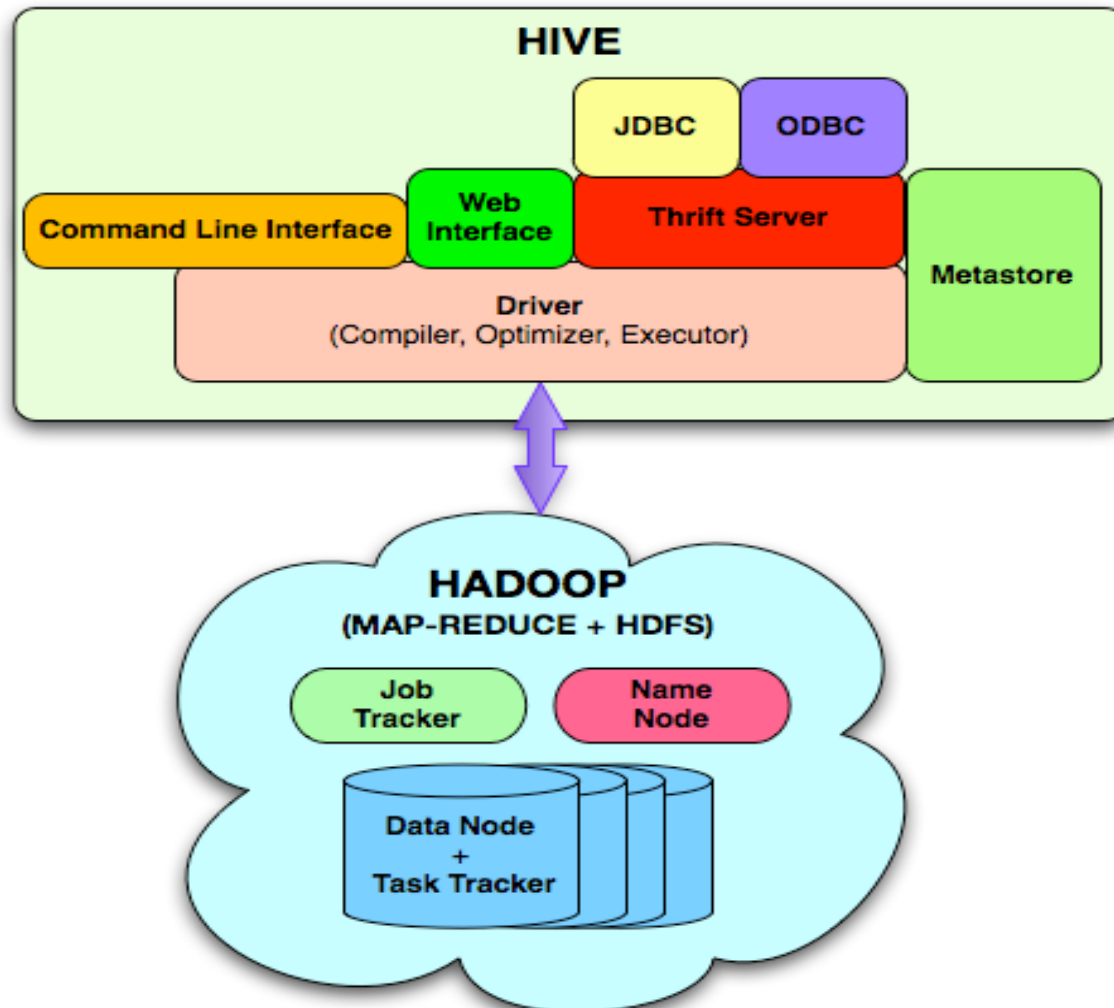 HIVE
JDBC
ODBC
Command Line Interface
Web
Interface
Thrift Server
Metastore
Driver
(Compiler, Optimizer, Executor)
HADOOP
(MAP-REDUCE + HDFS)
Job
Tracker
Name
Node
Data Node
+
Task Tracker